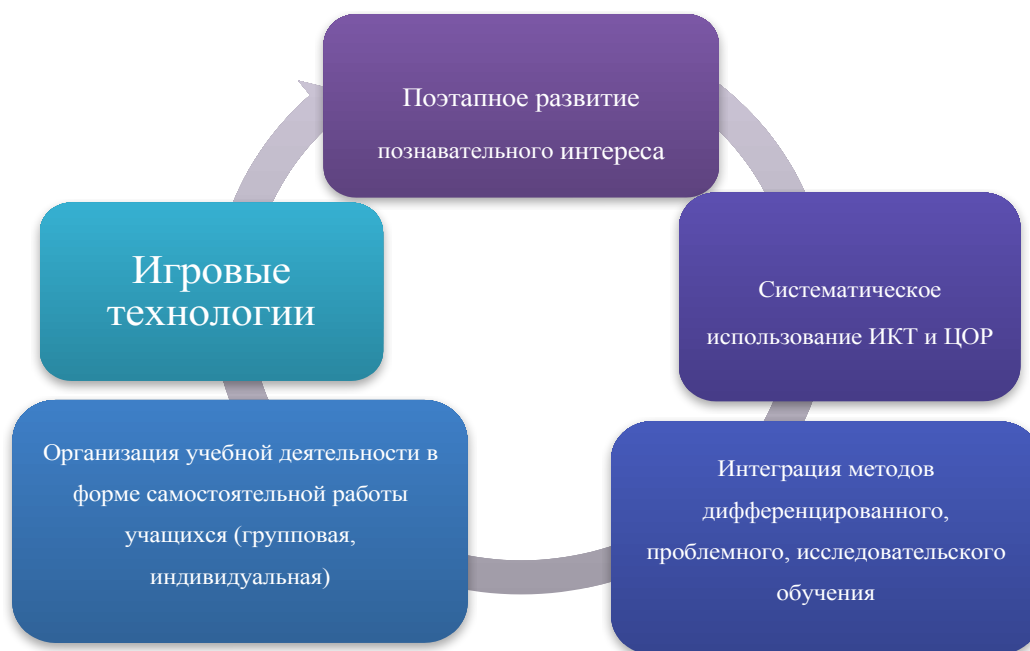 Поэтапное развитие
познавательного интереса
Систематическое
использование ИКТ и ЦОР
Интеграция методов
дифференцированного,
проблемного, исследовательского
обучения
Организация учебной деятельности в
форме самостоятельной работы
учащихся (групповая,
индивидуальная)
Игровые
технологии